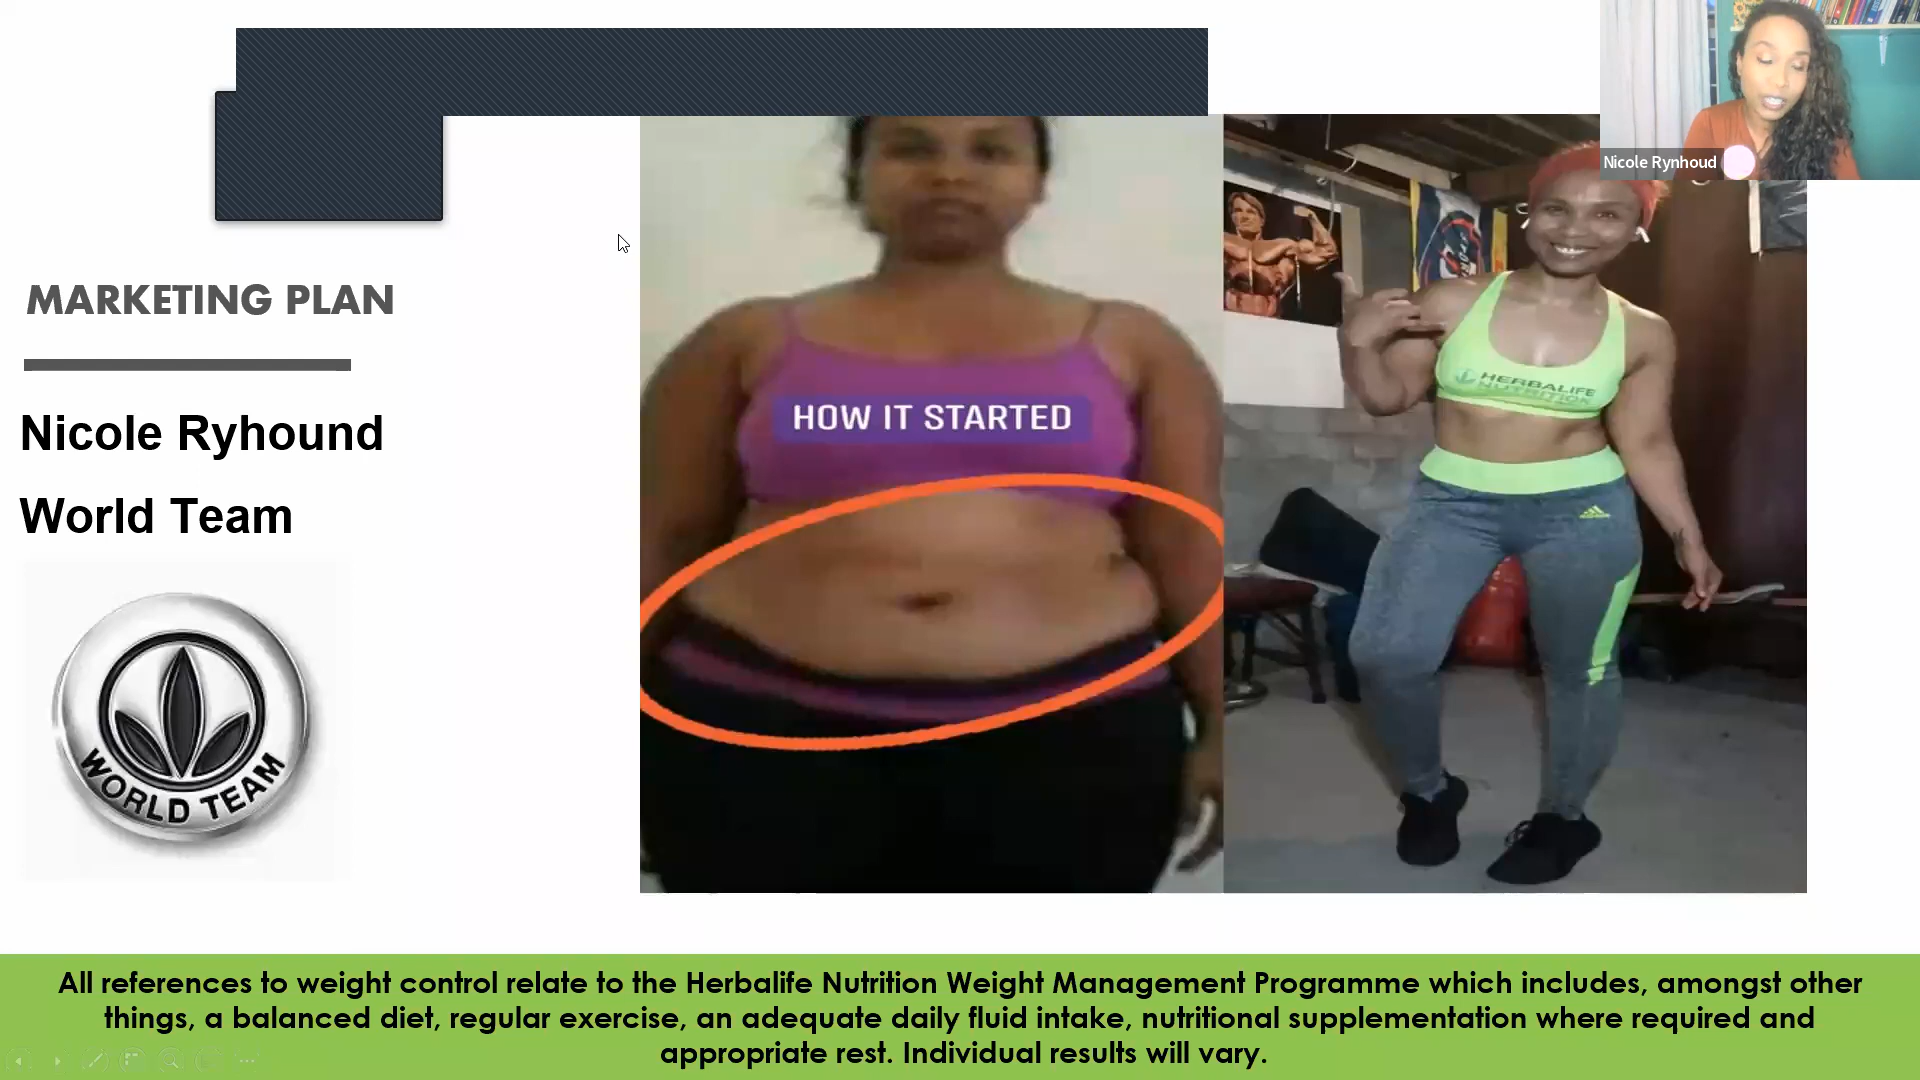 Nicole Rynhoud
MARKETING PLAN
Nicole Ryhound
World Team
WORLD TEAM
HOW IT STARTED
HERBALIFE
NUTRITION
All references to weight control relate to the Herbalife Nutrition Weight Management Programme which includes, amongst other
things, a balanced diet, regular exercise, an adequate daily fluid intake, nutritional supplementation where required and
appropriate rest. Individual results will vary.